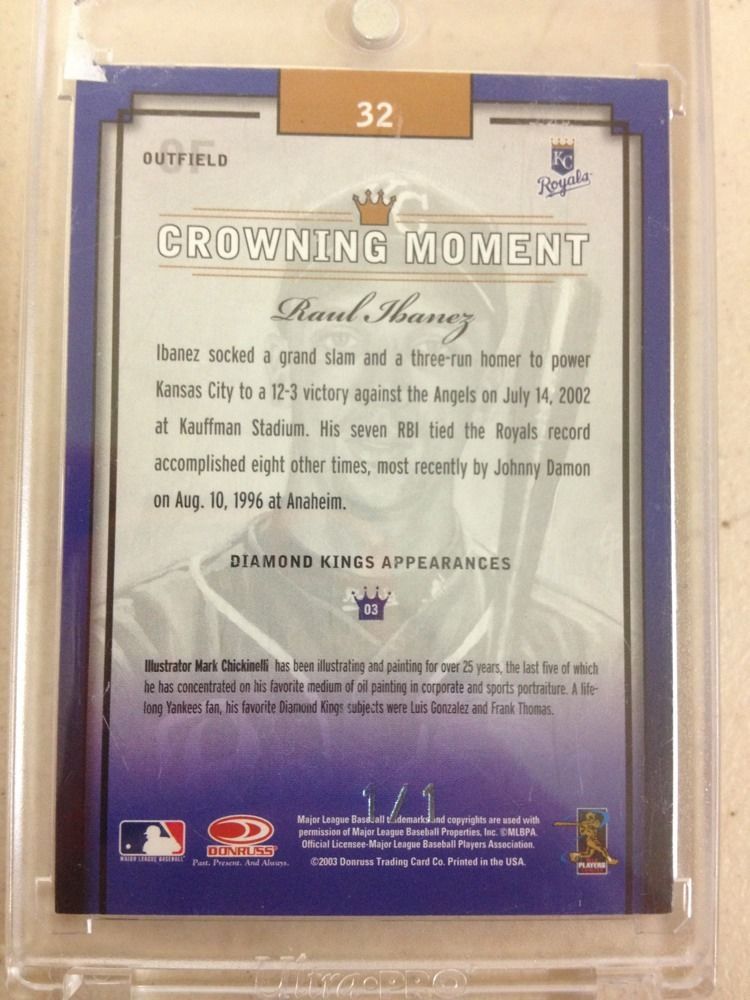 32
OF
OUTFIELD
KC
Royals
C
CROWNING MOMENT
Raul Ibanez
Ibanez socked a grand slam and a three-run homer to power
Kansas City to a 12-3 victory against the Angels on July 14, 2002
at Kauffman Stadium. His seven RBI tied the Royals record
accomplished eight other times, most recently by Johnny Damon
on Aug. 10, 1996 at Anaheim.
DIAMOND KINGS APPEARANCES
03
Illustrator Mark Chickinelli has been illustrating and painting for over 25 years, the last five of which
he has concentrated on his favorite medium of oil painting in corporate and sports portraiture. A life-
long Yankees fan, his favorite Diamond Kings subjects were Luis Gonzalez and Frank Thomas.
1/1
Major League Baseball trademarks and copyrights are used with
permission of Major League Baseball Properties, Inc. ©MLBPA
Official Licensee-Major League Baseball Players Association.
©2003 Donruss Trading Card Co. Printed in the USA.
MAJOR LEAGUE BASEBALL
DONRUSS
Past. Present. And Always.
PLAYERS
Ultra·PRO